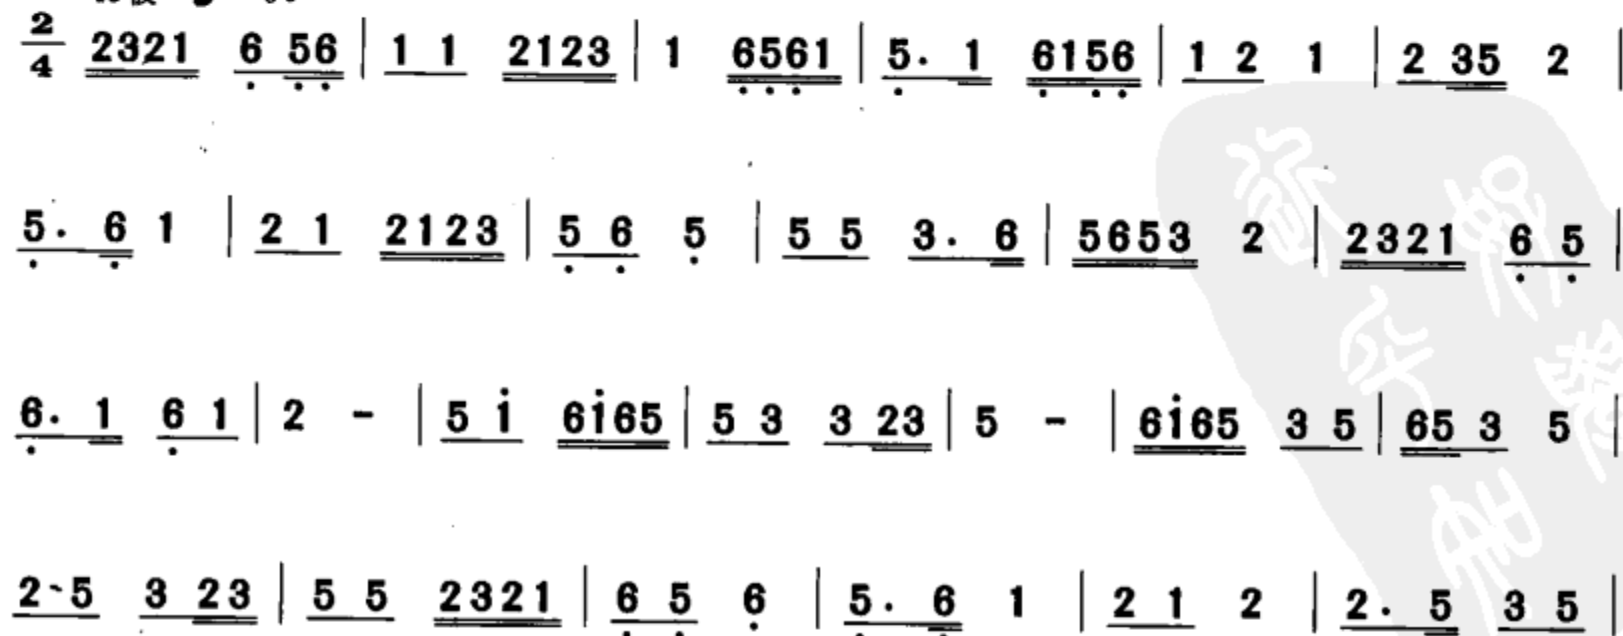 2/4 2321 6 56 | 1 1 2123 | 1 6561 | 5. 1 6156 | 1 2 1 | 2 35 2 |
5. 6 1 | 2 1 2123 | 5 6 5 | 5 5 3. 6 | 5653 2 | 2321 6 5 |
6. 1 6 1 | 2 - | 5 i 6i65 | 5 3 3 23 | 5 - | 6i65 3 5 | 65 3 5 |
2 5 3 23 | 5 5 2321 | 6 5 6 | 5. 6 1 | 2 1 2 | 2. 5 3 5 |